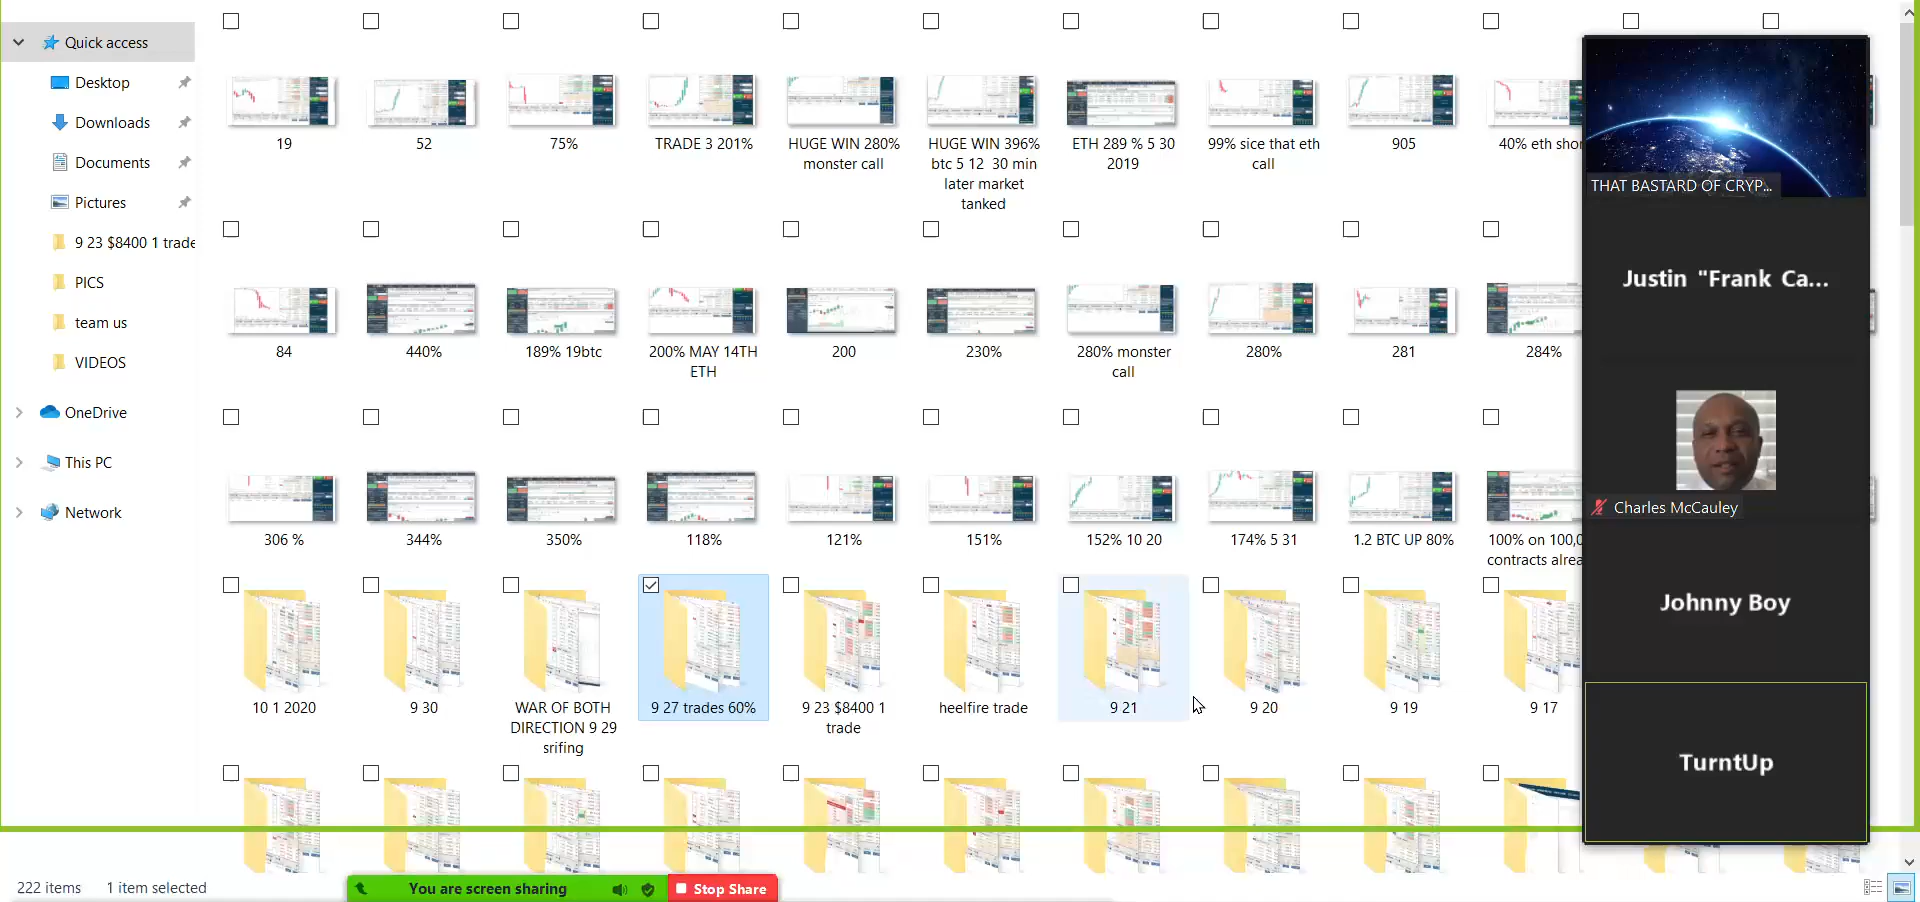 Quick access
Desktop
Downloads
Documents
Pictures
9 23 $8400 1 trade
PICS
team us
VIDEOS
OneDrive
This PC
Network
19
52
75%
TRADE 3 201%
HUGE WIN 280%
monster call
HUGE WIN 396%
btc 5 12 30 min
later market
tanked
ETH 289 % 5 30
2019
99% sice that eth
call
905
40% eth shor
84
440%
189% 19btc
200% MAY 14TH
ETH
200
230%
280% monster
call
280%
281
284%
306 %
344%
350%
118%
121%
151%
152% 10 20
174% 5 31
1.2 BTC UP 80%
100% on 100,0
contracts alrea
10 1 2020
9 30
WAR OF BOTH
DIRECTION 9 29
srifing
9 27 trades 60%
9 23 $8400 1
trade
heelfire trade
9 21
9 20
9 19
9 17
THAT BASTARD OF CRYP...
Justin "Frank Ca...
Charles McCauley
Johnny Boy
TurntUp
222 items
1 item selected
You are screen sharing
Stop Share